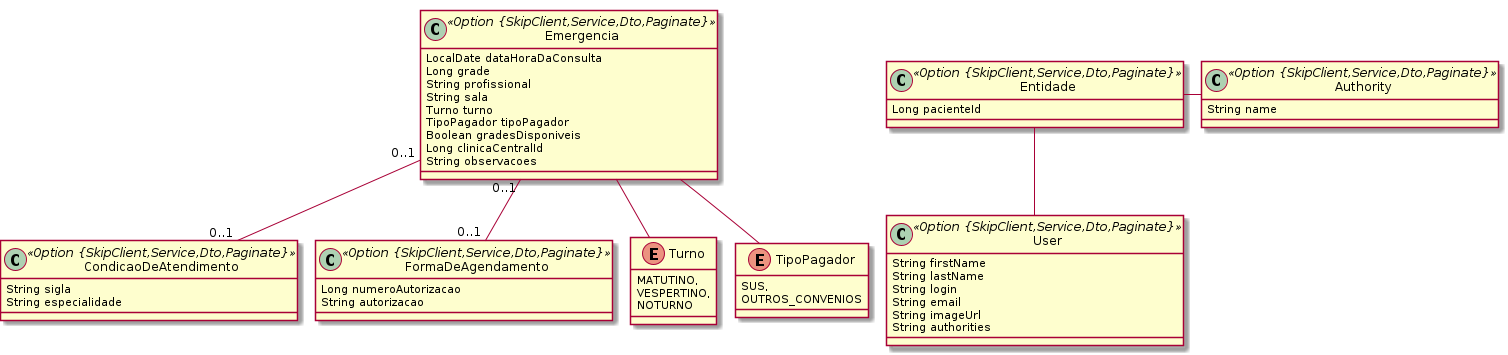 C «Option {SkipClient,Service,Dto,Paginate}»
Emergencia
LocalDate dataHoraDaConsulta
Long grade
String profissional
String sala
Turno turno
TipoPagador tipoPagador
Boolean gradesDisponiveis
Long clinicaCentralId
String observacoes
C «Option {SkipClient,Service,Dto,Paginate}»
Entidade
Long pacienteId
C «Option {SkipClient,Service,Dto,Paginate}»
Authority
String name
0..1
0..1
0..1
0..1
C «Option {SkipClient,Service,Dto,Paginate}»
CondicaoDeAtendimento
String sigla
String especialidade
C «Option {SkipClient,Service,Dto,Paginate}»
FormaDeAgendamento
Long numeroAutorizacao
String autorizacao
E Turno
MATUTINO,
VESPERTINO,
NOTURNO
E TipoPagador
SUS,
OUTROS_CONVENIOS
C «Option {SkipClient,Service,Dto,Paginate}»
User
String firstName
String lastName
String login
String email
String imageUrl
String authorities